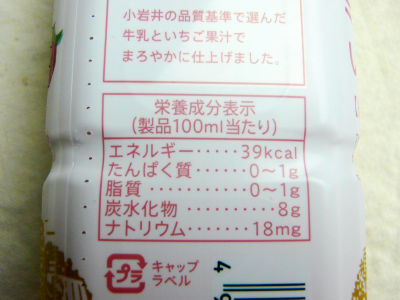 小岩井の品質基準で選んだ
牛乳といちご果汁で
まろやかに仕上げました。
栄養成分表示
(製品100ml当たり)
エネルギー・・・・・39kcal
たんぱく質・・・・・・0〜1g
脂質・・・・・・・・・・0〜1g
炭水化物・・・・・・・・・8g
ナトリウム・・・・・・18mg
プラ
キャップ
ラベル
4